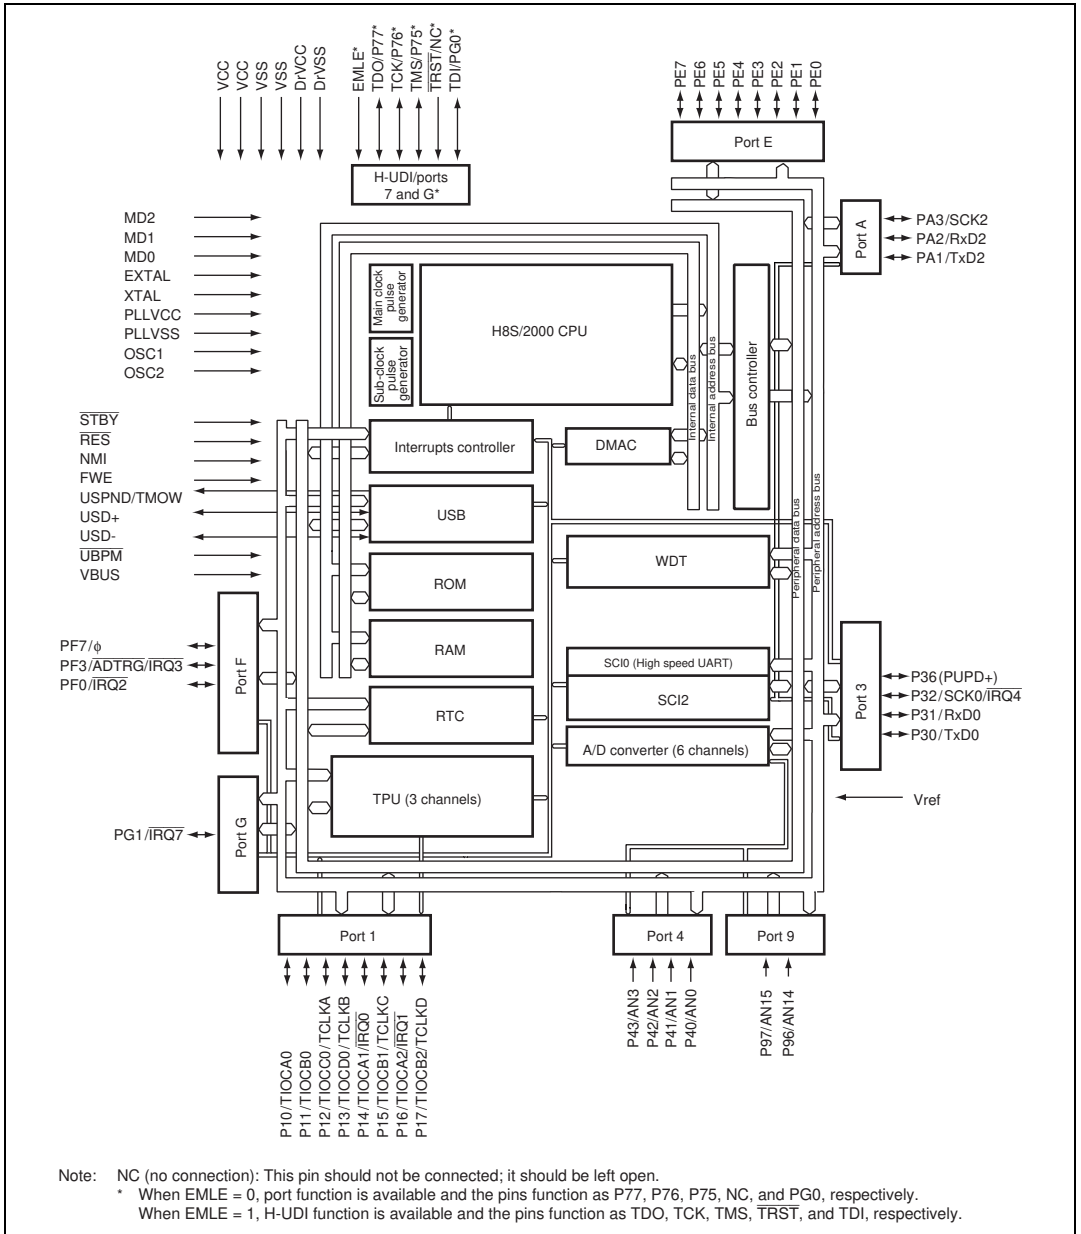 VCC
VCC
VSS
VSS
DrVCC
DrVSS
EMLE*
TDO/P77*
TCK/P76*
TMS/P75*
TRST/NC*
TDI/PG0*
PE7
PE6
PE5
PE4
PE3
PE2
PE1
PE0
Port E
H-UDI/ports
7 and G*
MD2
MD1
MD0
EXTAL
XTAL
PLLVCC
PLLVSS
OSC1
OSC2
Port A
PA3/SCK2
PA2/RxD2
PA1/TxD2
Main clock
pulse
generator
Sub-clock
pulse
generator
H8S/2000 CPU
Internal data bus
Internal address bus
Bus controller
STBY
RES
NMI
FWE
USPND/TMOW
USD+
USD-
UBPM
VBUS
Interrupts controller
DMAC
USB
ROM
RAM
RTC
TPU (3 channels)
WDT
SCI0 (High speed UART)
SCI2
A/D converter (6 channels)
Peripheral data bus
Peripheral address bus
PF7/ϕ
PF3/ADTRG/IRQ3
PF0/IRQ2
Port F
PG1/IRQ7
Port G
Port 3
P36(PUPD+)
P32/SCK0/IRQ4
P31/RxD0
P30/TxD0
Vref
Port 1
Port 4
Port 9
P10/TIOCA0
P11/TIOCB0
P12/TIOCC0/TCLKA
P13/TIOCD0/TCLKB
P14/TIOCA1/IRQ0
P15/TIOCB1/TCLKC
P16/TIOCA2/IRQ1
P17/TIOCB2/TCLKD
P43/AN3
P42/AN2
P41/AN1
P40/AN0
P97/AN15
P96/AN14
Note: NC (no connection): This pin should not be connected; it should be left open.
* When EMLE = 0, port function is available and the pins function as P77, P76, P75, NC, and PG0, respectively.
When EMLE = 1, H-UDI function is available and the pins function as TDO, TCK, TMS, TRST, and TDI, respectively.